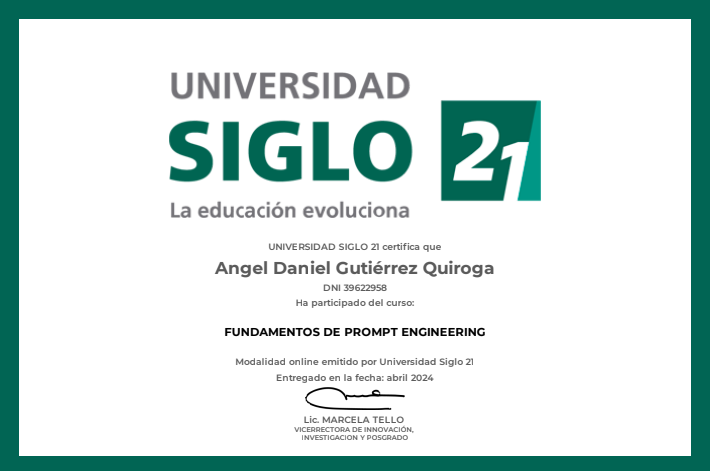 UNIVERSIDAD
SIGLO 21
La educación evoluciona
UNIVERSIDAD SIGLO 21 certifica que
Angel Daniel Gutiérrez Quiroga
DNI 39622958
Ha participado del curso:
FUNDAMENTOS DE PROMPT ENGINEERING
Modalidad online emitido por Universidad Siglo 21
Entregado en la fecha: abril 2024
Lic. MARCELA TELLO
VICERRECTORA DE INNOVACIÓN,
INVESTIGACION Y POSGRADO